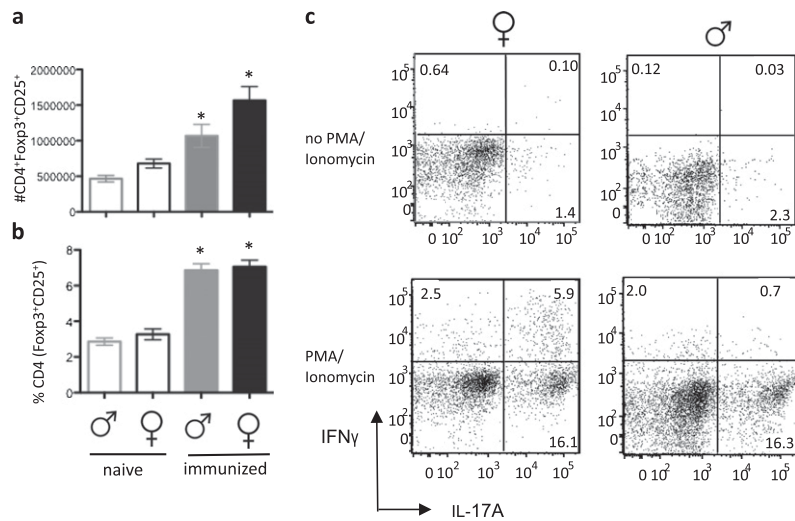 a
#CD4⁺Foxp3⁺CD25⁺
2000000
1500000
1000000
500000
0
*
*
b
% CD4 (Foxp3⁺CD25⁺)
8
6
4
2
0
*
*
♂ ♀ ♂ ♀
naive immunized
c
♀ ♂
no PMA/
Ionomycin
10⁵
10⁴
10³
10²
0
0.64 0.10
1.4
0 10² 10³ 10⁴ 10⁵
10⁵
10⁴
10³
10²
0
0.12 0.03
2.3
0 10² 10³ 10⁴ 10⁵
PMA/
Ionomycin
10⁵
10⁴
10³
10²
0
2.5 5.9
16.1
0 10² 10³ 10⁴ 10⁵
10⁵
10⁴
10³
10²
0
2.0 0.7
16.3
0 10² 10³ 10⁴ 10⁵
IFNγ
IL-17A